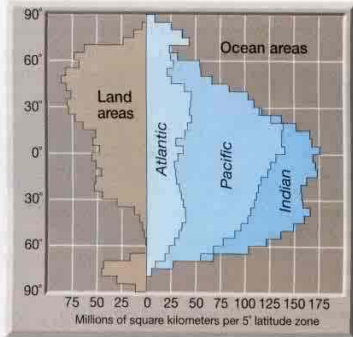 90°
60°
30°
0°
30°
60°
90°
Ocean areas
Land
areas
Atlantic
Pacific
Indian
75 50 25 0 25 50 75 100 125 150 175
Millions of square kilometers per 5° latitude zone